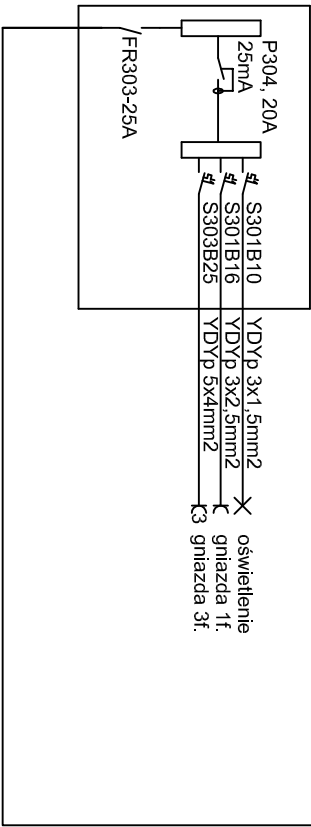 P304, 20A
25mA
FR303-25A
S301B10
S301B16
S303B25
YDYp 3x1,5mm2
YDYp 3x2,5mm2
YDYp 5x4mm2
oświetlenie
gniazda 1f.
3 gniazda 3f.